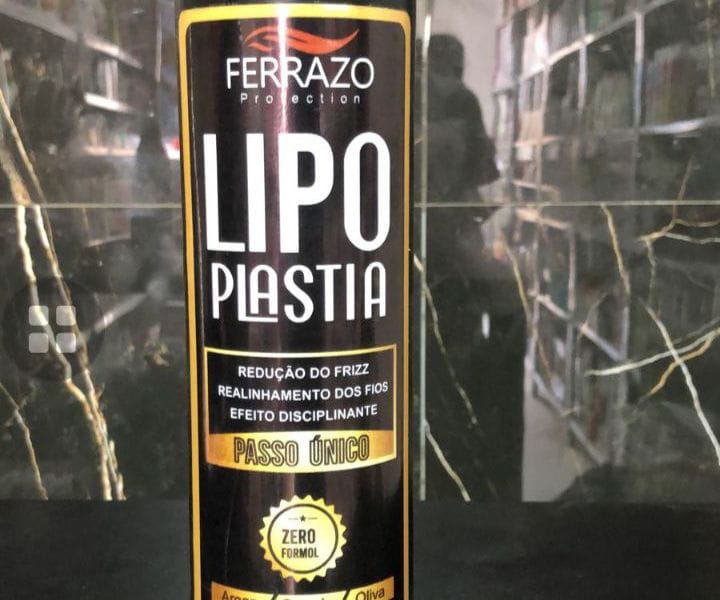 FERRAZO
Protection
LIPO
PLASTIA
REDUÇÃO DO FRIZZ
REALINHAMENTO DOS FIOS
EFEITO DISCIPLINANTE
PASSO ÚNICO
ZERO
FORMOL
Oliva